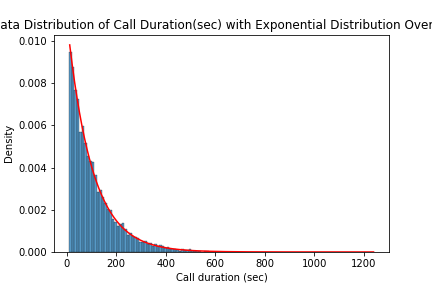 ata Distribution of Call Duration(sec) with Exponential Distribution Over
0.010
0.008
0.006
0.004
0.002
0.000
Density
0 200 400 600 800 1000 1200
Call duration (sec)